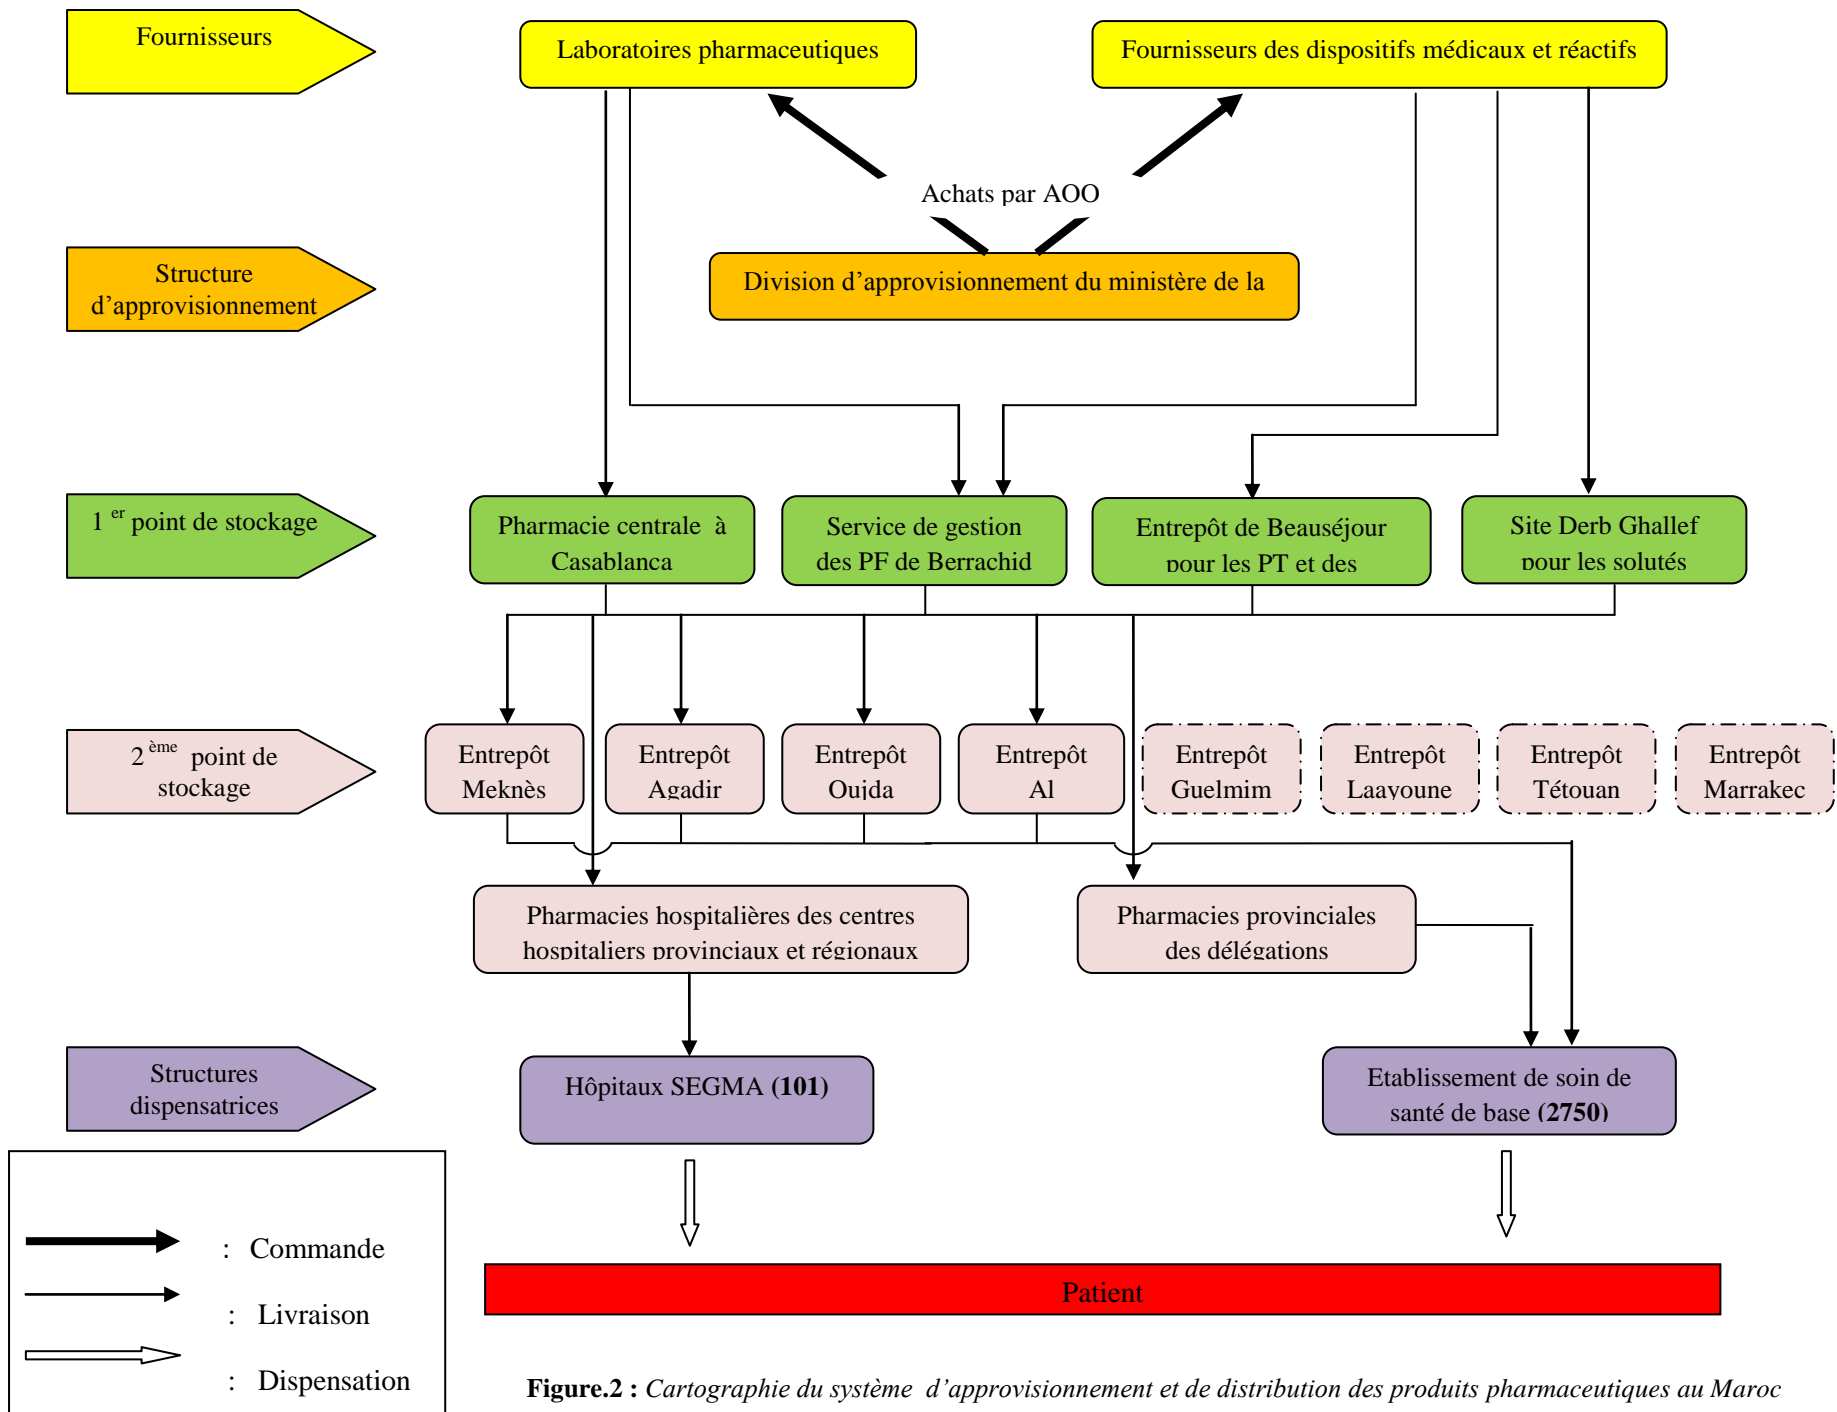 Fournisseurs
Laboratoires pharmaceutiques
Fournisseurs des dispositifs médicaux et réactifs
Achats par AOO
Structure
d’approvisionnement
Division d’approvisionnement du ministère de la
1 er point de stockage
Pharmacie centrale à
Casablanca
Service de gestion
des PF de Berrachid
Entrepôt de Beauséjour
pour les PT et des
Site Derb Ghallef
pour les solutés
2 ème point de
stockage
Entrepôt
Meknès
Entrepôt
Agadir
Entrepôt
Oujda
Entrepôt
Al
Entrepôt
Guelmim
Entrepôt
Laayoune
Entrepôt
Tétouan
Entrepôt
Marrakec
Pharmacies hospitalières des centres
hospitaliers provinciaux et régionaux
Pharmacies provinciales
des délégations
Structures
dispensatrices
Hôpitaux SEGMA (101)
Etablissement de soin de
santé de base (2750)
: Commande
: Livraison
: Dispensation
Patient
Figure.2 : Cartographie du système d’approvisionnement et de distribution des produits pharmaceutiques au Maroc